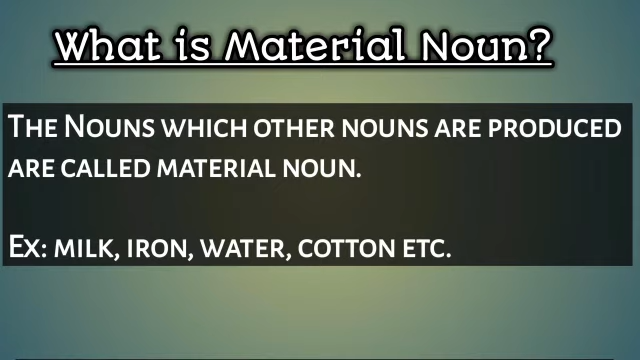 What is Material Noun?
The Nouns which other nouns are produced
are called material noun.
Ex: milk, iron, water, cotton etc.